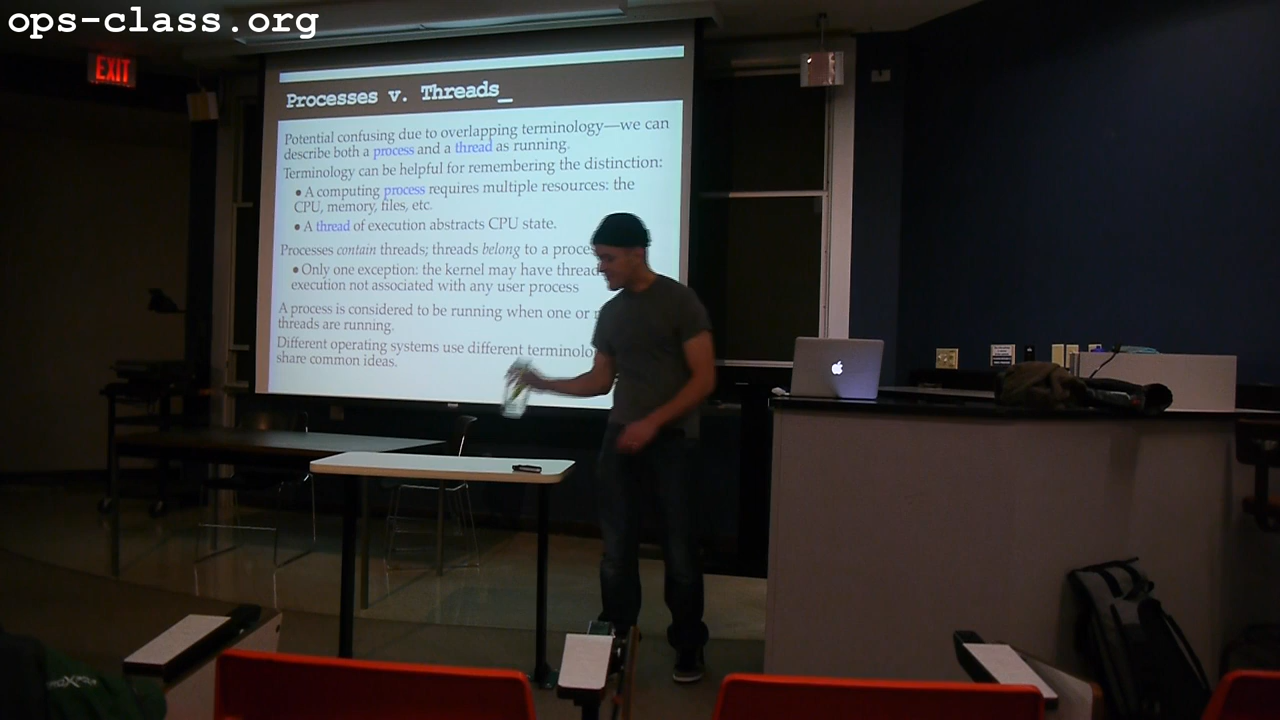 ops-class.org
EXIT
Processes v. Threads_
Potential confusing due to overlapping terminology—we can
describe both a process and a thread as running.
Terminology can be helpful for remembering the distinction:
• A computing process requires multiple resources: the
CPU, memory, files, etc.
• A thread of execution abstracts CPU state.
Processes contain threads; threads belong to a
• Only one exception: the kernel may have
execution not associated with any user process
A process is considered to be running when one or
threads are running.
Different operating systems use different
share common ideas.